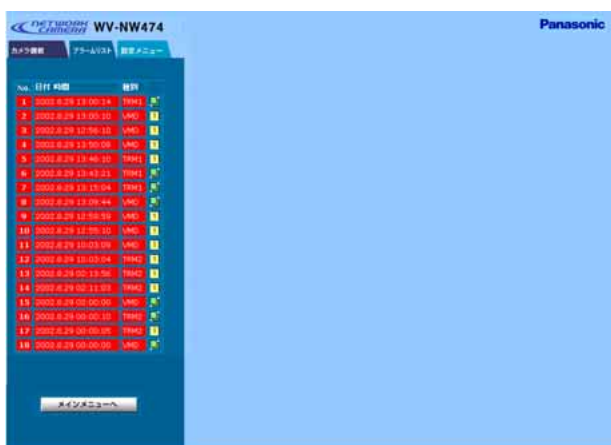 NETWORK CAMERA WV-NW474
Panasonic
アラームリスト 設定メニュー
No. 日付 時間 種別
1 2002.8.29 13:00:14 TRM1
2 2002.8.29 13:00:10 VMD
3 2002.8.29 12:56:10 VMD
4 2002.8.29 13:50:09 VMD
5 2002.8.29 13:46:10 TRM1
6 2002.8.29 13:43:21 TRM1
7 2002.8.29 13:15:04 TRM1
8 2002.8.29 13:09:44 VMD
9 2002.8.29 12:59:59 VMD
10 2002.8.29 12:55:10 VMD
11 2002.8.29 10:03:09 VMD
12 2002.8.29 10:03:04 TRM2
13 2002.8.29 02:13:56 TRM2
14 2002.8.29 02:11:03 TRM2
15 2002.8.29 02:00:00 VMD
16 2002.8.29 00:00:10 TRM2
17 2002.8.29 00:00:05 TRM2
18 2002.8.29 00:00:00 VMD
メインメニューへ